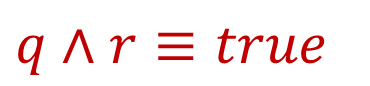 q ∧ r ≡ true